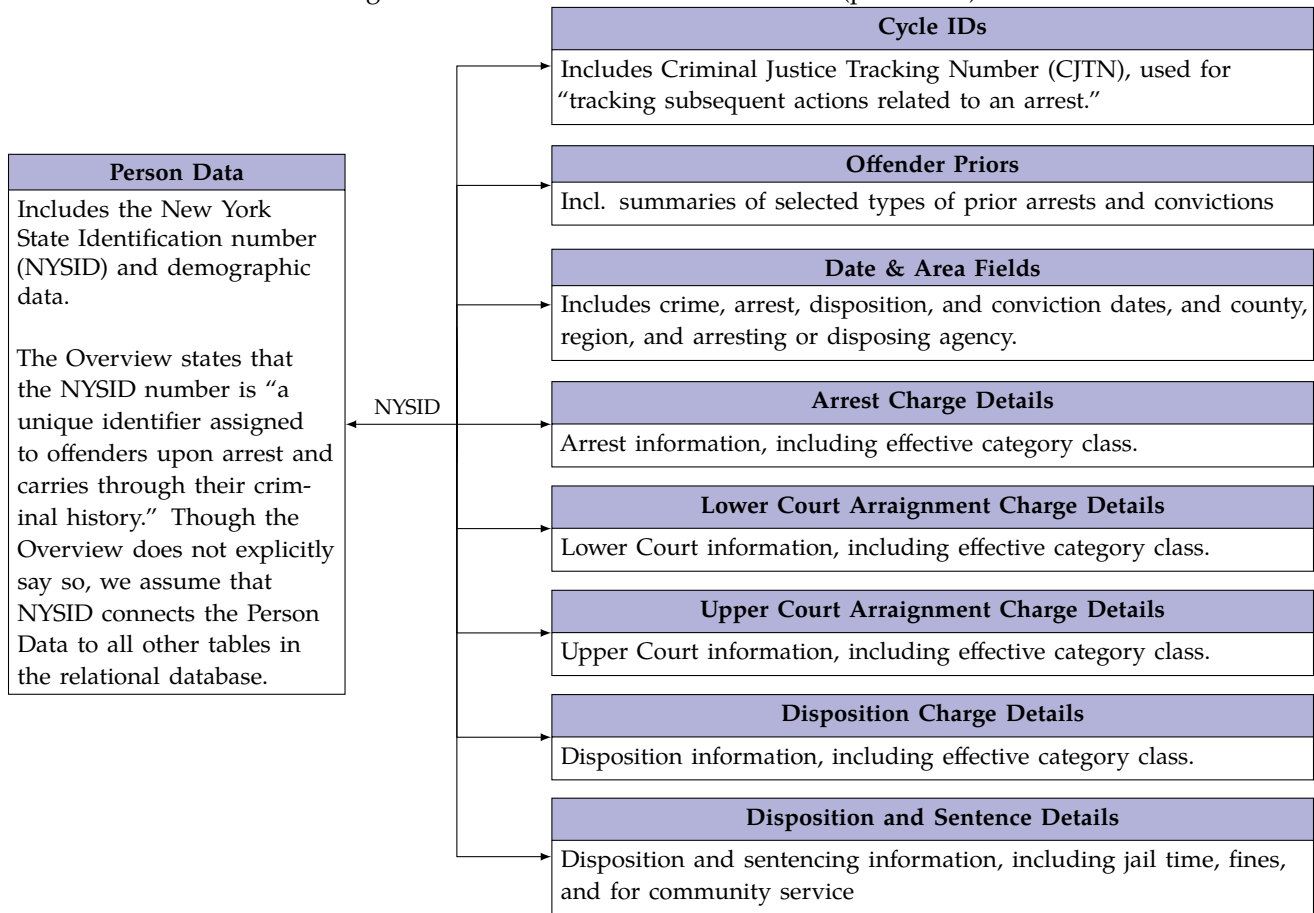 Cycle IDs
Includes Criminal Justice Tracking Number (CJTN), used for
“tracking subsequent actions related to an arrest.”
Person Data
Includes the New York
State Identification number
(NYSID) and demographic
data.
The Overview states that
the NYSID number is “a
unique identifier assigned
to offenders upon arrest and
carries through their crim-
inal history.” Though the
Overview does not explicitly
say so, we assume that
NYSID connects the Person
Data to all other tables in
the relational database.
NYSID
Offender Priors
Incl. summaries of selected types of prior arrests and convictions
Date & Area Fields
Includes crime, arrest, disposition, and conviction dates, and county,
region, and arresting or disposing agency.
Arrest Charge Details
Arrest information, including effective category class.
Lower Court Arraignment Charge Details
Lower Court information, including effective category class.
Upper Court Arraignment Charge Details
Upper Court information, including effective category class.
Disposition Charge Details
Disposition information, including effective category class.
Disposition and Sentence Details
Disposition and sentencing information, including jail time, fines,
and for community service